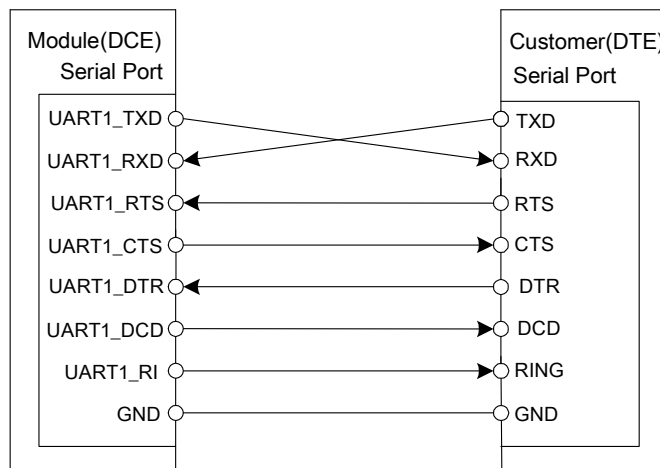 Module(DCE)
Serial Port
UART1_TXD
UART1_RXD
UART1_RTS
UART1_CTS
UART1_DTR
UART1_DCD
UART1_RI
GND
Customer(DTE)
Serial Port
TXD
RXD
RTS
CTS
DTR
DCD
RING
GND